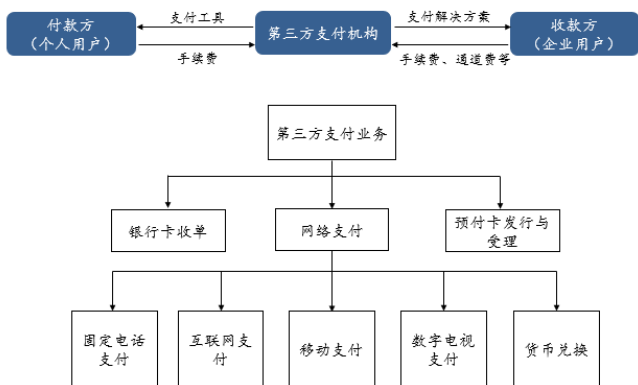 付款方
（个人用户）
支付工具
手续费
第三方支付机构
支付解决方案
手续费、通道费等
收款方
（企业用户）
第三方支付业务
银行卡收单
网络支付
预付卡发行与
受理
固定电话
支付
互联网支
付
移动支付
数字电视
支付
货币兑换